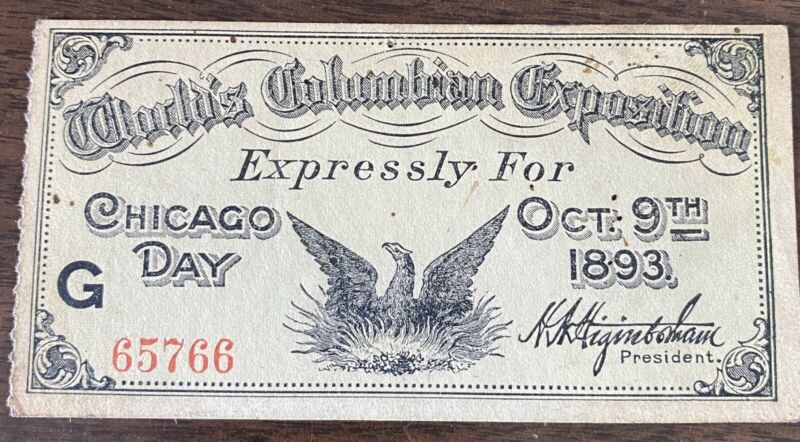 World's Columbian Exposition
Expressly For
CHICAGO DAY
OCT. 9TH 1893.
G
65766
H. N. Higinbotham
President.